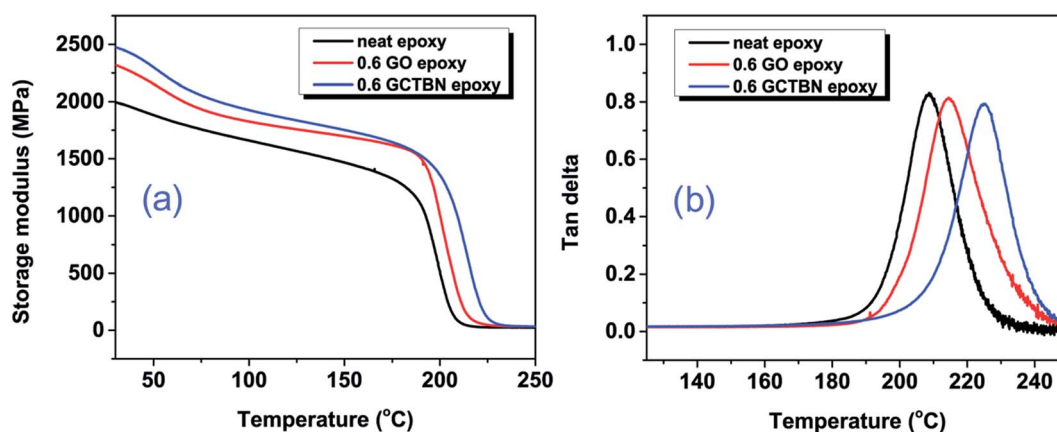 neat epoxy
0.6 GO epoxy
0.6 GCTBN epoxy
(a)
Storage modulus (MPa)
2500
2000
1500
1000
500
0
50
100
150
200
250
Temperature (°C)
neat epoxy
0.6 GO epoxy
0.6 GCTBN epoxy
(b)
Tan delta
1.0
0.8
0.6
0.4
0.2
0.0
140
160
180
200
220
240
Temperature (°C)